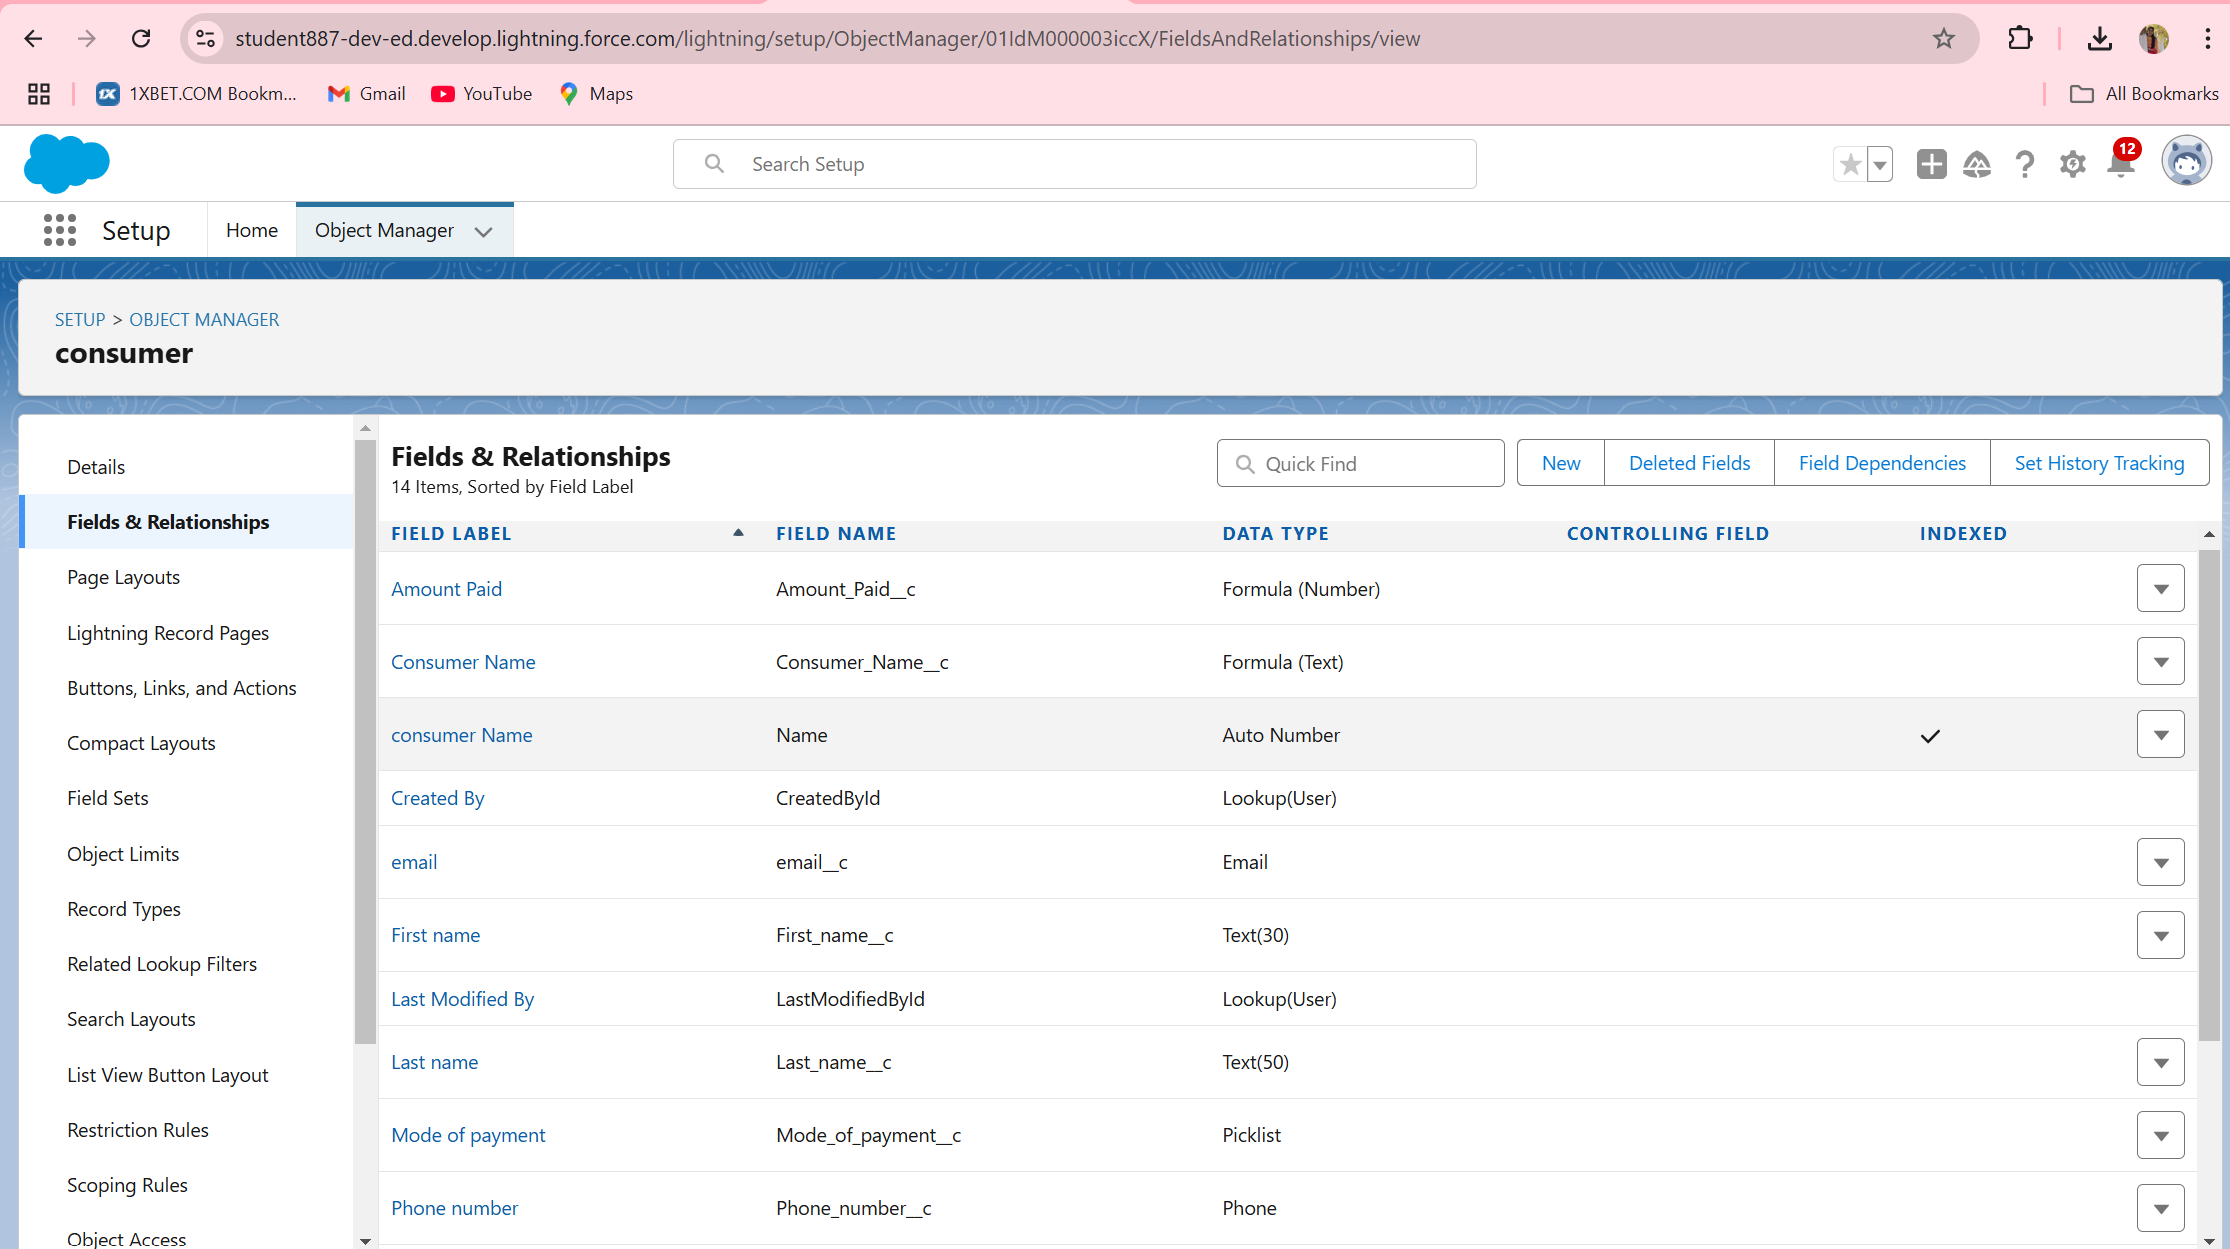 student887-dev-ed.develop.lightning.force.com/lightning/setup/ObjectManager/01IdM000003iccX/FieldsAndRelationships/view
1X 1XBET.COM Bookm... Gmail YouTube Maps All Bookmarks
Search Setup
12
Setup Home Object Manager
SETUP > OBJECT MANAGER
consumer
Details
Fields & Relationships
Page Layouts
Lightning Record Pages
Buttons, Links, and Actions
Compact Layouts
Field Sets
Object Limits
Record Types
Related Lookup Filters
Search Layouts
List View Button Layout
Restriction Rules
Scoping Rules
Object Access
Fields & Relationships
14 Items, Sorted by Field Label
Quick Find New Deleted Fields Field Dependencies Set History Tracking
FIELD LABEL FIELD NAME DATA TYPE CONTROLLING FIELD INDEXED
Amount Paid Amount_Paid__c Formula (Number)
Consumer Name Consumer_Name__c Formula (Text)
consumer Name Name Auto Number
Created By CreatedById Lookup(User)
email email__c Email
First name First_name__c Text(30)
Last Modified By LastModifiedById Lookup(User)
Last name Last_name__c Text(50)
Mode of payment Mode_of_payment__c Picklist
Phone number Phone_number__c Phone